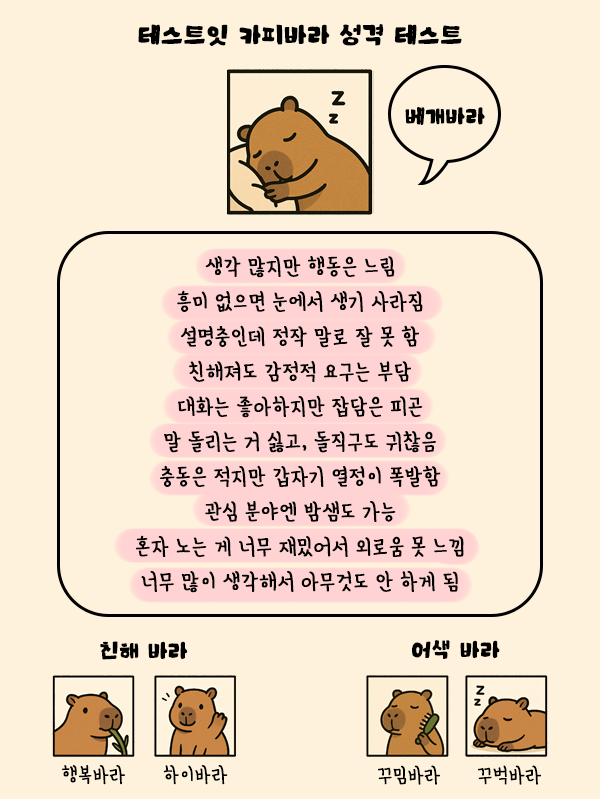 테스트잇 카피바라 성격 테스트
z
z
베개바라
생각 많지만 행동은 느림
흥미 없으면 눈에서 생기 사라짐
설명충인데 정작 말로 잘 못 함
친해져도 감정적 요구는 부담
대화는 좋아하지만 잡담은 피곤
말 돌리는 거 싫고, 돌직구도 귀찮음
충동은 적지만 갑자기 열정이 폭발함
관심 분야엔 밤샘도 가능
혼자 노는 게 너무 재밌어서 외로움 못 느낌
너무 많이 생각해서 아무것도 안 하게 됨
친해 바라
어색 바라
z
z
행복바라
하이바라
꾸밈바라
꾸벅바라